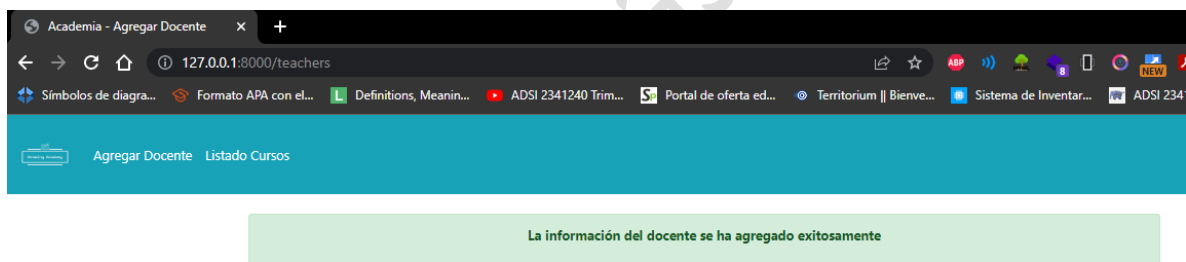 Academia - Agregar Docente
127.0.0.1:8000/teachers
ABP
8
NEW
Símbolos de diagra... Formato APA con el... L Definitions, Meanin... ADSI 2341240 Trim... Sp Portal de oferta ed... Territorium || Bienve... Sistema de Inventar... ADSI 234
Agregar Docente Listado Cursos
La información del docente se ha agregado exitosamente